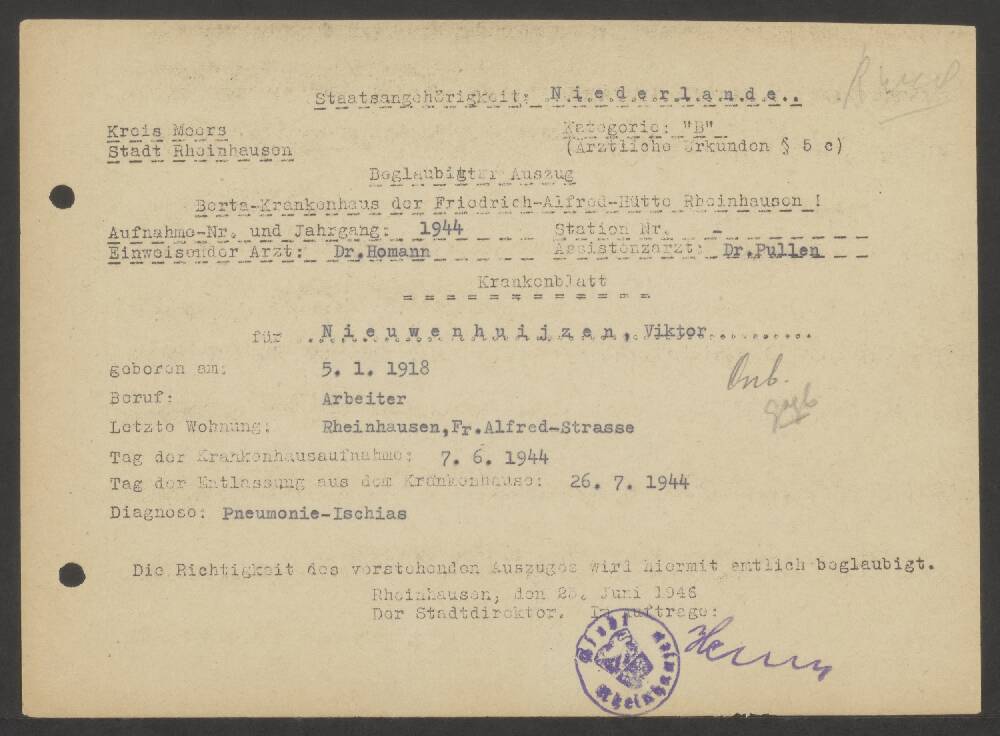 Staatsangehörigkeit: Niederlande..
Kreis Moers
Kategorie: "B"
Stadt Rheinhausen
(Ärztliche Urkunden § 5 c)
Beglaubigter Auszug
Berta-Krankenhaus der Friedrich-Alfred-Hütte Rheinhausen !
Aufnahme-Nr. und Jahrgang: 1944
Station Nr. -
Einweisender Arzt: Dr.Homann
Assistenzarzt: Dr.Pullen
Krankenblatt
für Nieuwenhuijzen, Viktor
geboren am: 5. 1. 1918
Beruf: Arbeiter
Letzte Wohnung: Rheinhausen,Fr.Alfred-Strasse
Tag der Krankenhausaufnahme: 7. 6. 1944
Tag der Entlassung aus dem Krankenhause: 26. 7. 1944
Diagnose: Pneumonie-Ischias
Onb.
Die Richtigkeit des vorstehenden Auszuges wird hiermit amtlich beglaubigt.
Rheinhausen, den Juni 1946
Der Stadtdirektor. Im Auftrage:
Stadt
Rheinhausen